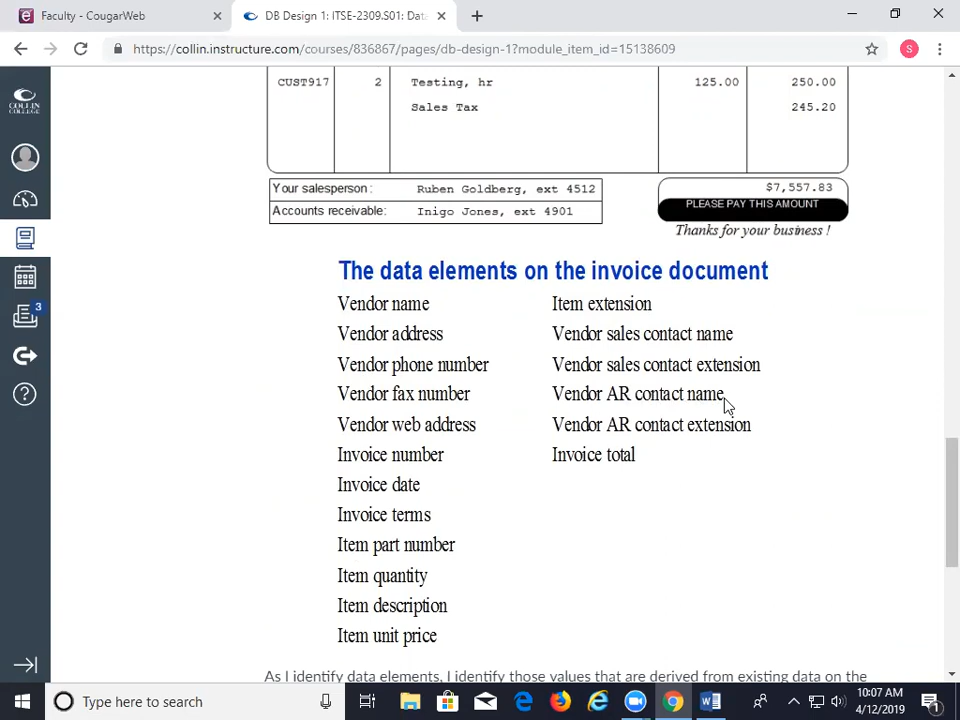 Faculty - CougarWeb
DB Design 1: ITSE-2309.S01: Data
https://collin.instructure.com/courses/836867/pages/db-design-1?module_item_id=15138609
S
COLLIN
COLLEGE
3
CUST917 2 Testing, hr 125.00 250.00
Sales Tax 245.20
Your salesperson: Ruben Goldberg, ext 4512
Accounts receivable: Inigo Jones, ext 4901
$7,557.83
PLEASE PAY THIS AMOUNT
Thanks for your business !
The data elements on the invoice document
Vendor name
Vendor address
Vendor phone number
Vendor fax number
Vendor web address
Invoice number
Invoice date
Invoice terms
Item part number
Item quantity
Item description
Item unit price
Item extension
Vendor sales contact name
Vendor sales contact extension
Vendor AR contact name
Vendor AR contact extension
Invoice total
As I identify data elements, I identify those values that are derived from existing data on the
Type here to search
10:07 AM
4/12/2019
1